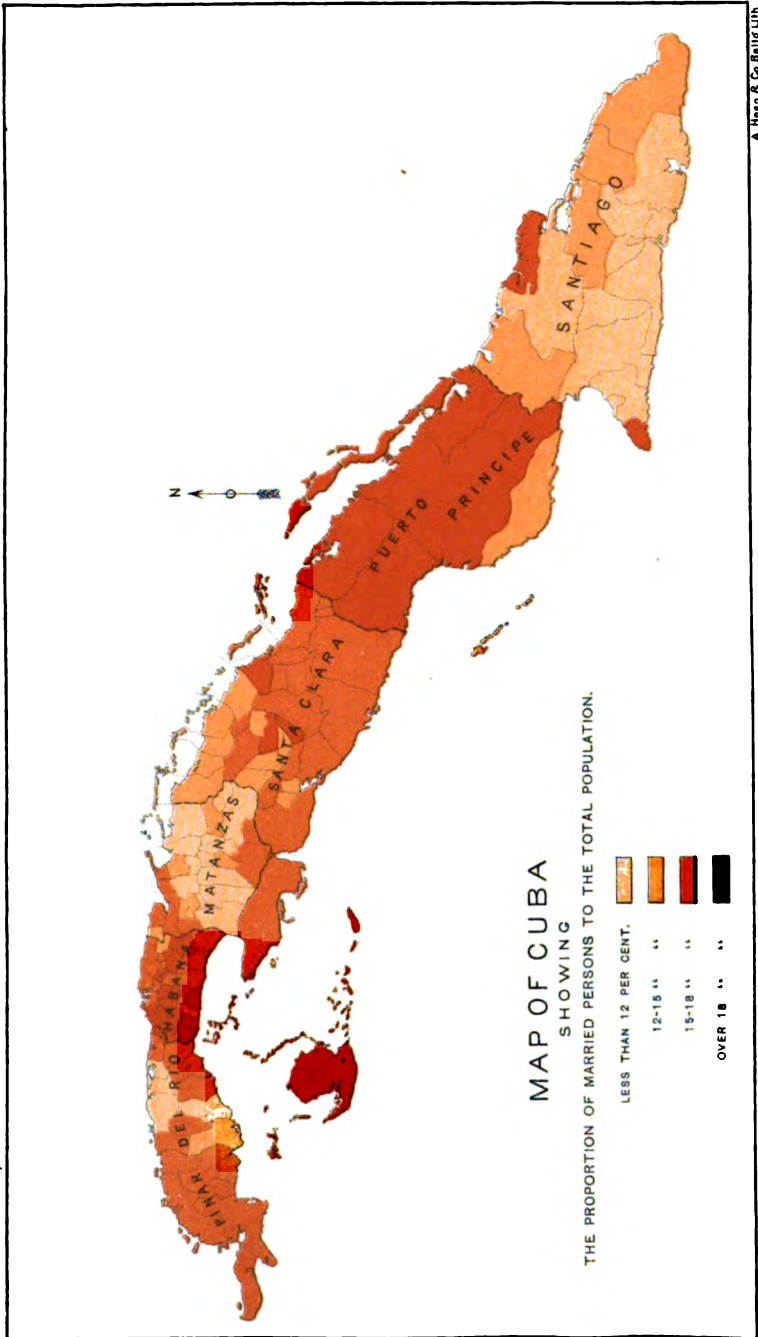 N
PINAR DEL RIO
HABANA
MATANZAS
SANTA CLARA
PUERTO
PRINCIPE
SANTIAGO
MAP OF CUBA
SHOWING
THE PROPORTION OF MARRIED PERSONS TO THE TOTAL POPULATION.
LESS THAN 12 PER CENT.
12-15 " "
15-18 " "
OVER 18 " "
A Hoen & Co Balto Lith